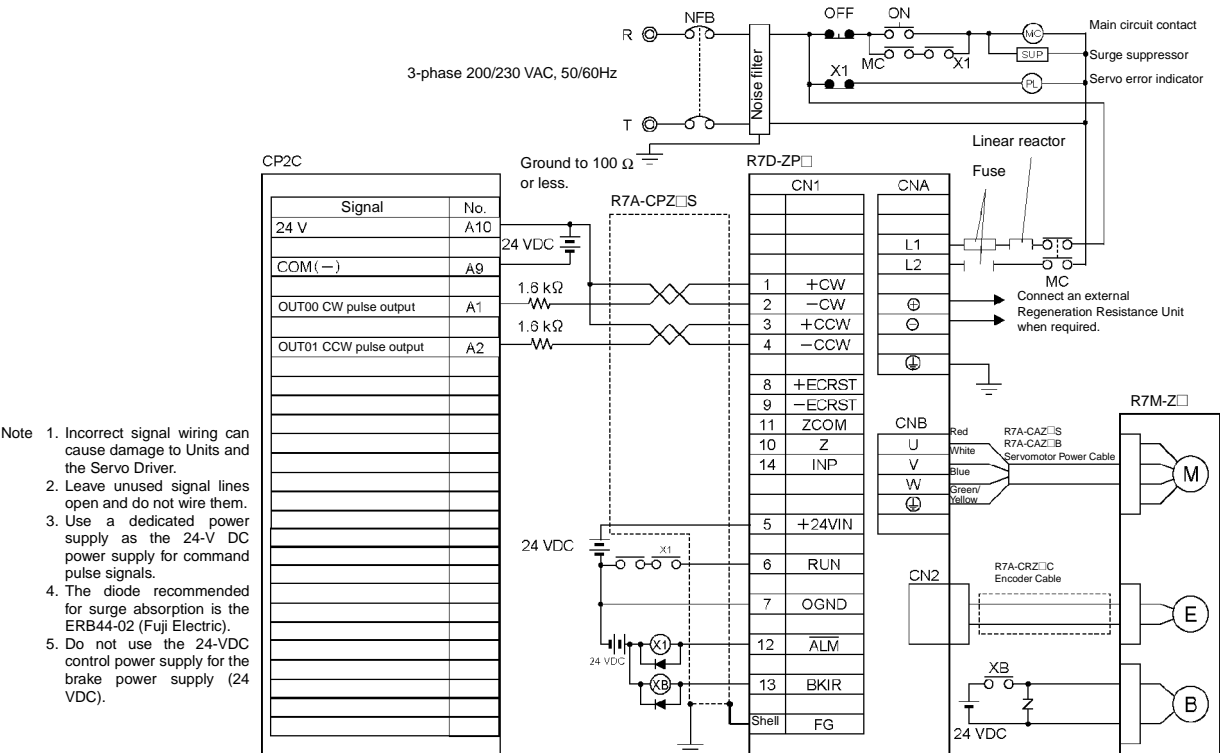 NFB
OFF
ON
R
MC
Main circuit contact
SUP
Surge suppressor
MC
X1
X1
PL
Servo error indicator
3-phase 200/230 VAC, 50/60Hz
Noise filter
T
Linear reactor
Fuse
CP2C
Ground to 100 Ω
or less.
R7D-ZP□
R7A-CPZ□S
CN1
CNA
Signal
No.
24 V
A10
24 VDC
L1
COM(−)
A9
L2
MC
1.6 kΩ
1
+CW
OUT00 CW pulse output
A1
2
−CW
⊕
Connect an external
Regeneration Resistance Unit
when required.
1.6 kΩ
3
+CCW
⊖
OUT01 CCW pulse output
A2
4
−CCW
8
+ECRST
9
−ECRST
R7M-Z□
11
ZCOM
CNB
10
Z
U
14
INP
V
W
Red
White
Blue
Green/
Yellow
R7A-CAZ□S
R7A-CAZ□B
Servomotor Power Cable
M
5
+24VIN
24 VDC
X1
6
RUN
CN2
R7A-CRZ□C
Encoder Cable
7
OGND
E
24 VDC
X1
12
ALM
XB
13
BKIR
XB
24 VDC
B
Shell
FG
Note 1. Incorrect signal wiring can
cause damage to Units and
the Servo Driver.
2. Leave unused signal lines
open and do not wire them.
3. Use a dedicated power
supply as the 24-V DC
power supply for command
pulse signals.
4. The diode recommended
for surge absorption is the
ERB44-02 (Fuji Electric).
5. Do not use the 24-VDC
control power supply for the
brake power supply (24
VDC).